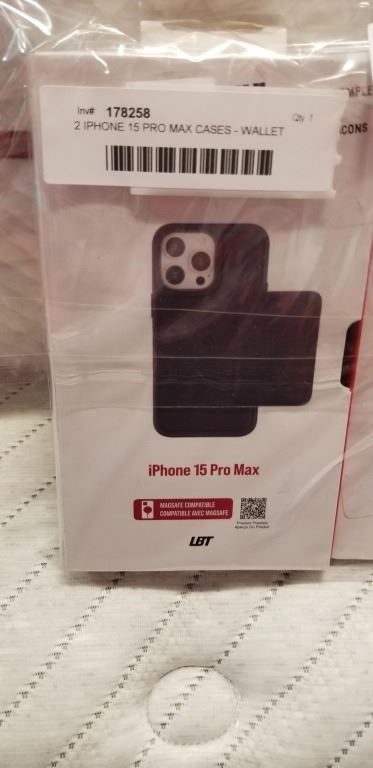 Inv#: 178258
Qty: 1
2 IPHONE 15 PRO MAX CASES - WALLET
iPhone 15 Pro Max
MAGSAFE COMPATIBLE
COMPATIBLE AVEC MAGSAFE
Product Preview
Aperçu Du Produit
LBT